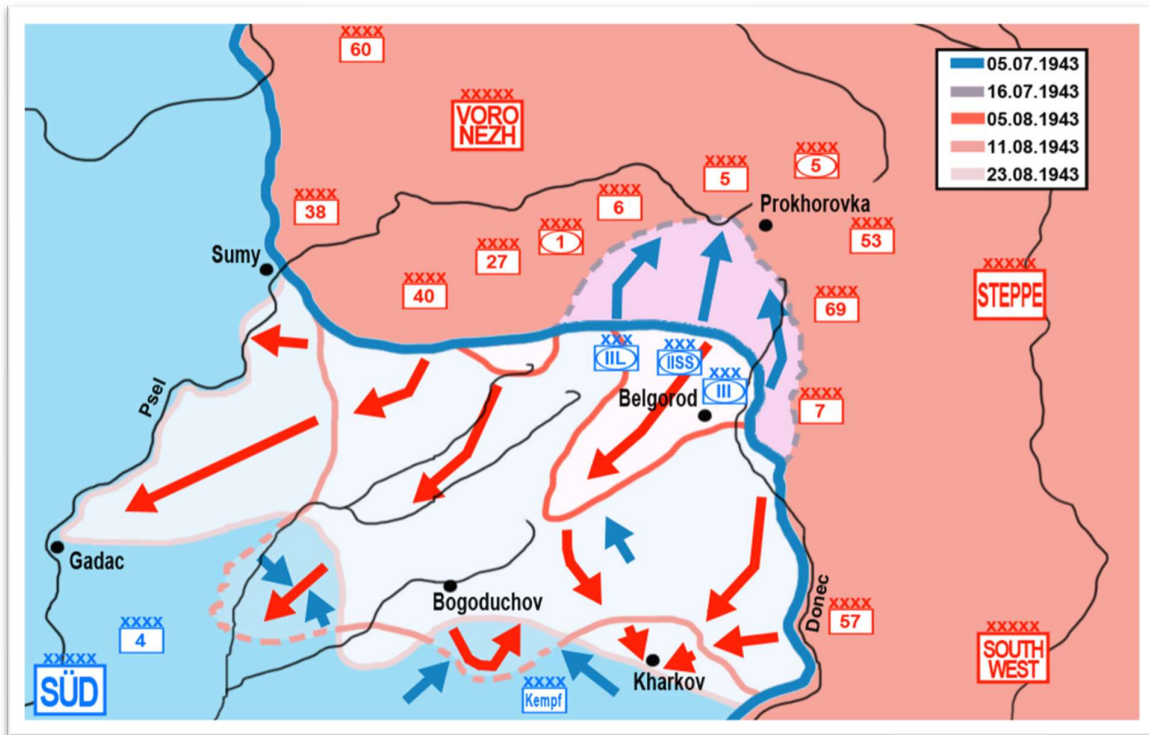 XXXX
60
XXXXX
VORO
NEZH
05.07.1943
16.07.1943
05.08.1943
11.08.1943
23.08.1943
XXXX
5
XXXX
5
XXXX
6
XXXX
38
Prokhorovka
XXXX
1
XXXX
53
Sumy
XXXX
27
XXXX
40
XXXXX
STEPPE
XXXX
69
XXX
IIL
XXX
IISS
XXX
III
Psel
Belgorod
XXXX
7
Gadac
Bogoduchov
Donec
XXXX
57
XXXX
4
XXXXX
SOUTH
WEST
XXXXX
SÜD
Kharkov
XXXX
Kempf